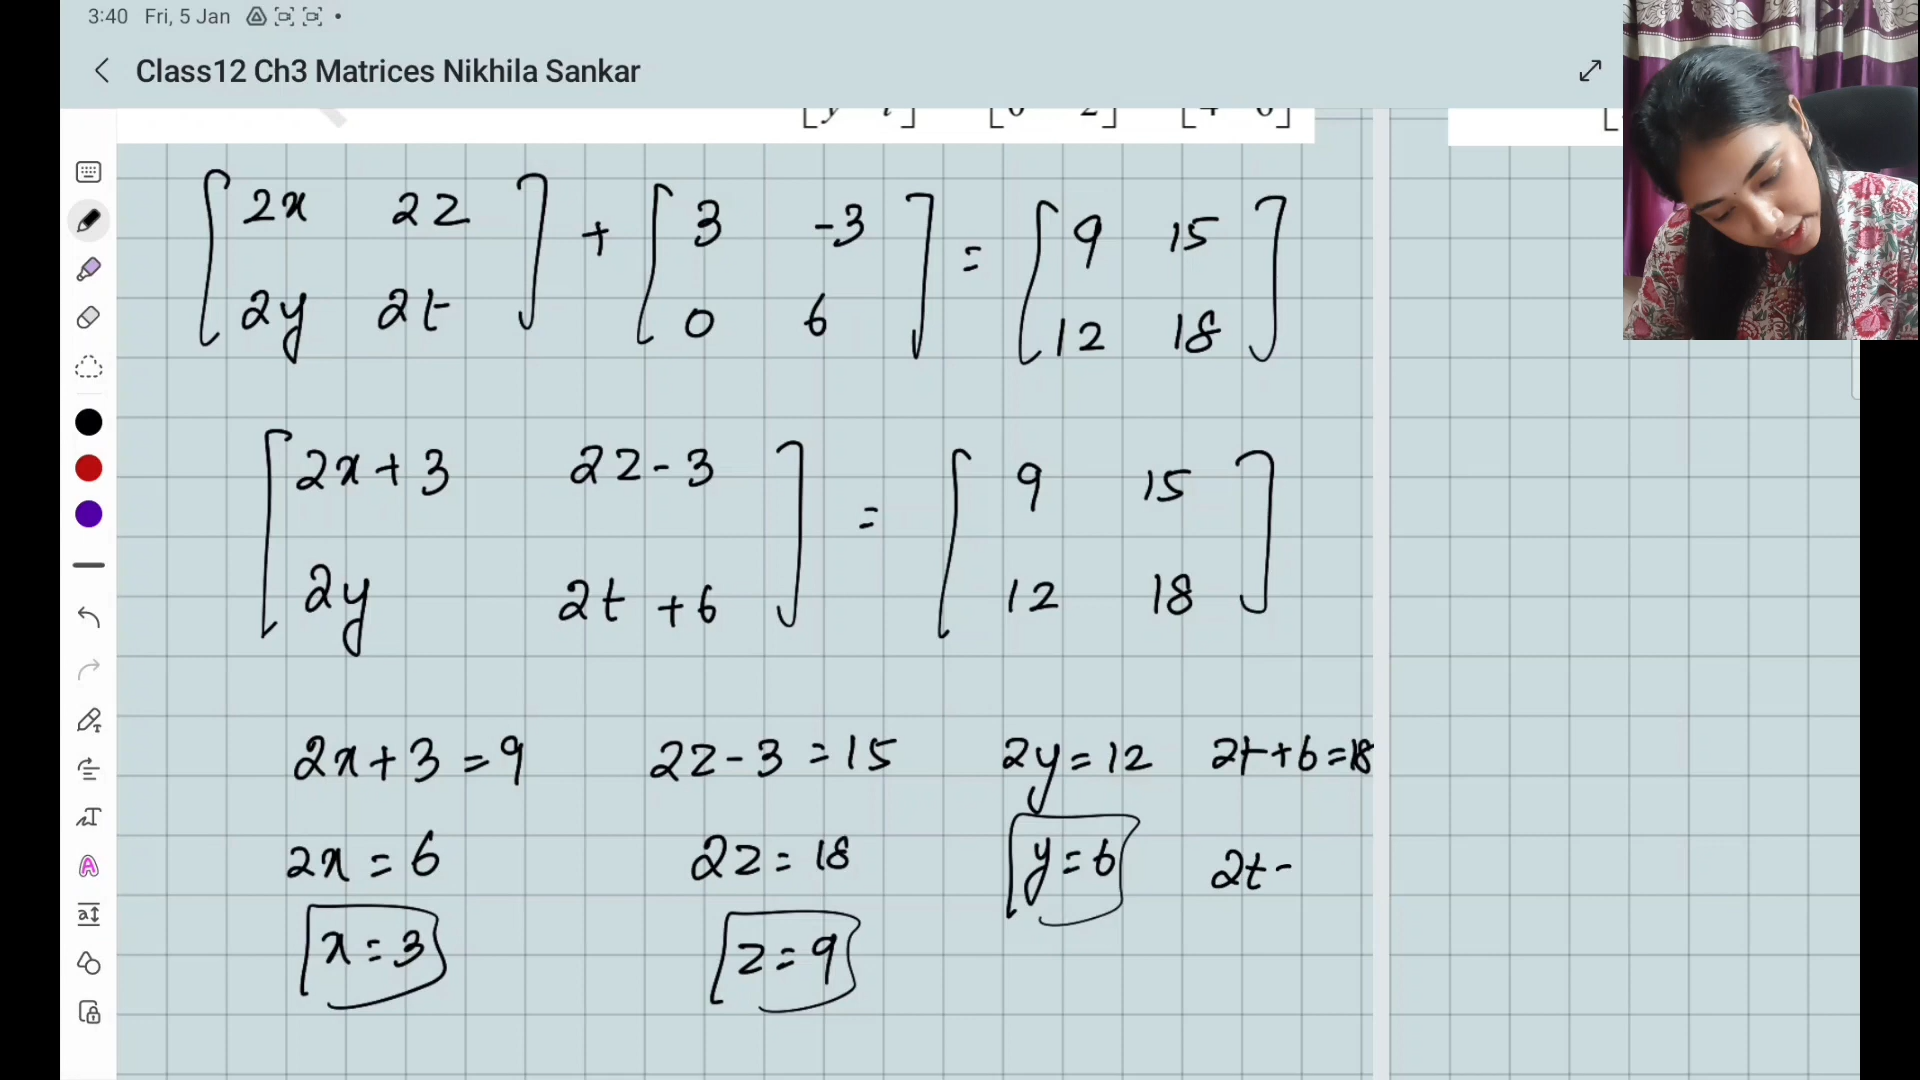 3:40 Fri, 5 Jan
Class12 Ch3 Matrices Nikhila Sankar
[2x 2z] + [3 -3] = [9 15]
[2y 2t] [0 6] [12 18]
[2x+3 2z-3] = [9 15]
[2y 2t+6] [12 18]
2x+3=9 2z-3=15 2y=12 2t+6=18
2x=6 2z=18 y=6 2t-
x=3 z=9